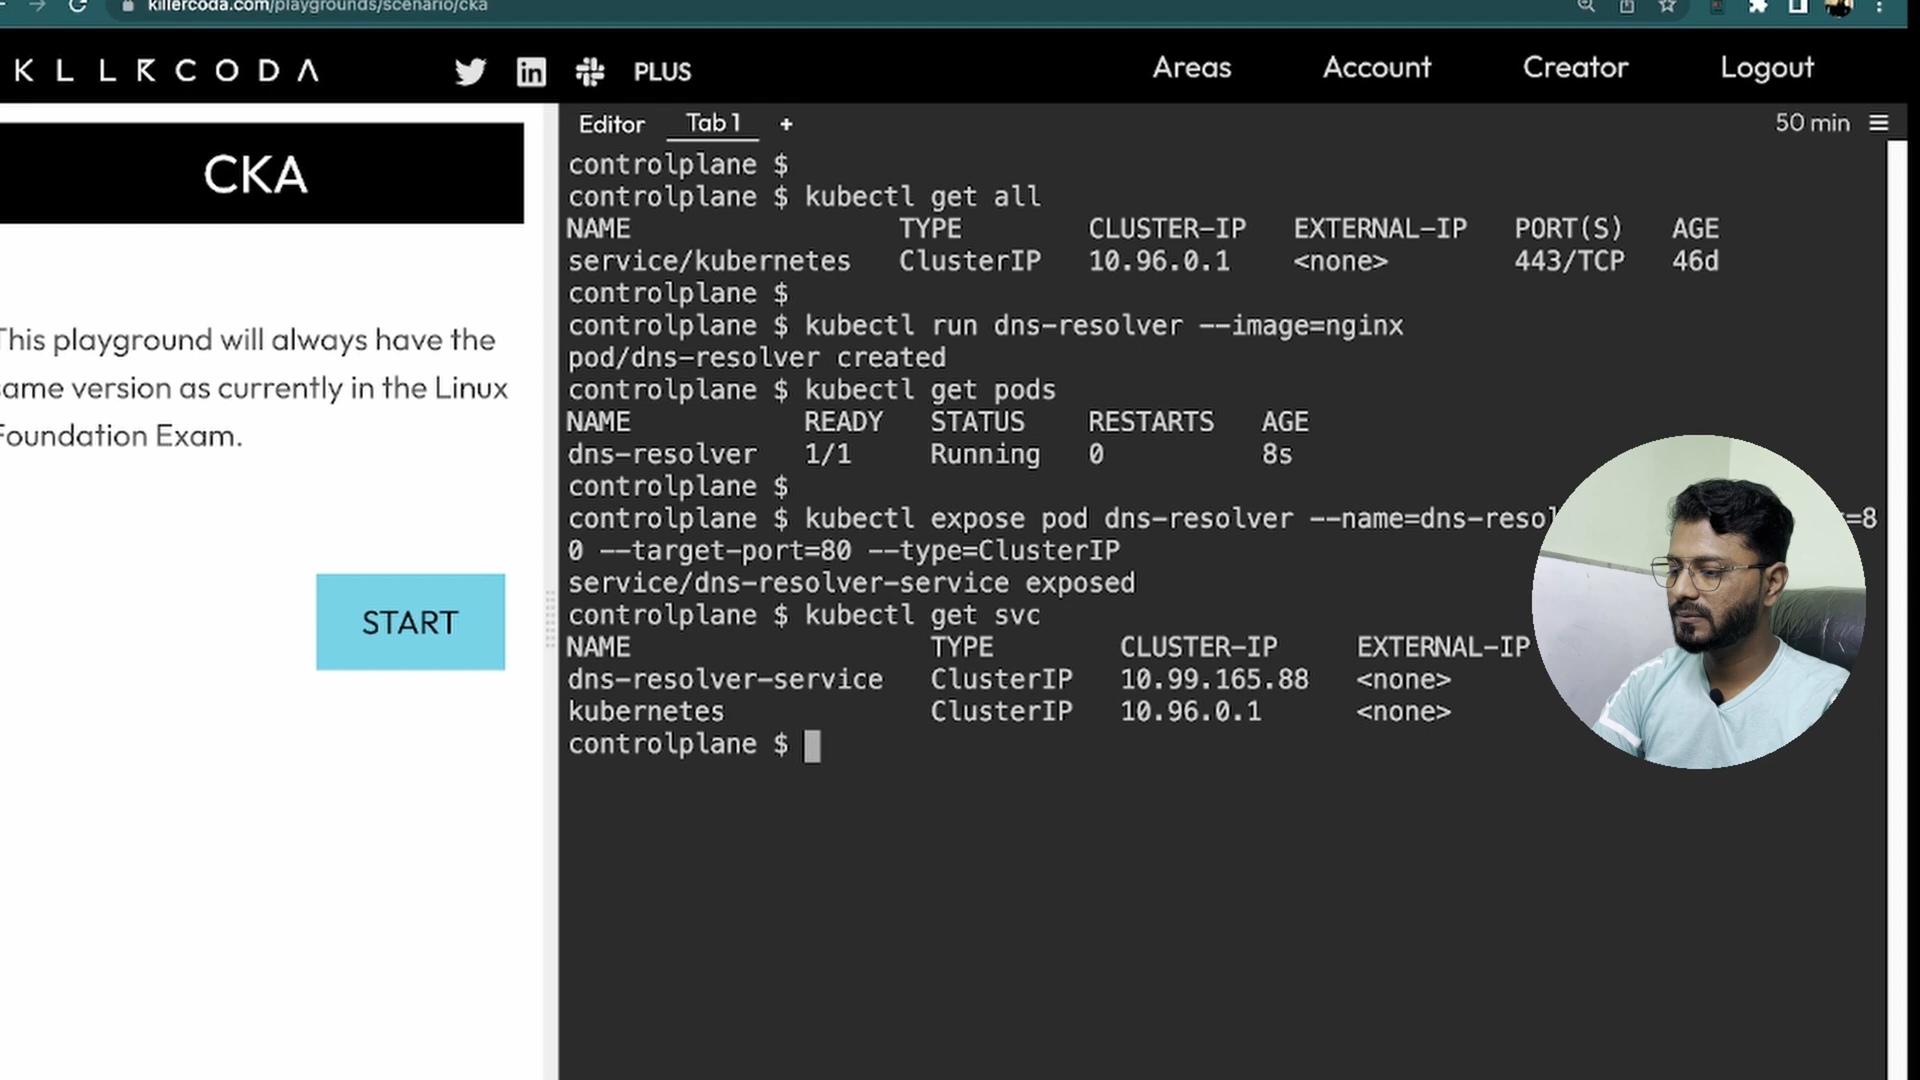 killercoda.com/playgrounds/scenario/cka
KILLERCODA
PLUS
Areas
Account
Creator
Logout
CKA
This playground will always have the
same version as currently in the Linux
Foundation Exam.
START
Editor
Tab 1
+
50 min
controlplane $
controlplane $ kubectl get all
NAME TYPE CLUSTER-IP EXTERNAL-IP PORT(S) AGE
service/kubernetes ClusterIP 10.96.0.1 <none> 443/TCP 46d
controlplane $
controlplane $ kubectl run dns-resolver --image=nginx
pod/dns-resolver created
controlplane $ kubectl get pods
NAME READY STATUS RESTARTS AGE
dns-resolver 1/1 Running 0 8s
controlplane $
controlplane $ kubectl expose pod dns-resolver --name=dns-resol =8
0 --target-port=80 --type=ClusterIP
service/dns-resolver-service exposed
controlplane $ kubectl get svc
NAME TYPE CLUSTER-IP EXTERNAL-IP
dns-resolver-service ClusterIP 10.99.165.88 <none>
kubernetes ClusterIP 10.96.0.1 <none>
controlplane $